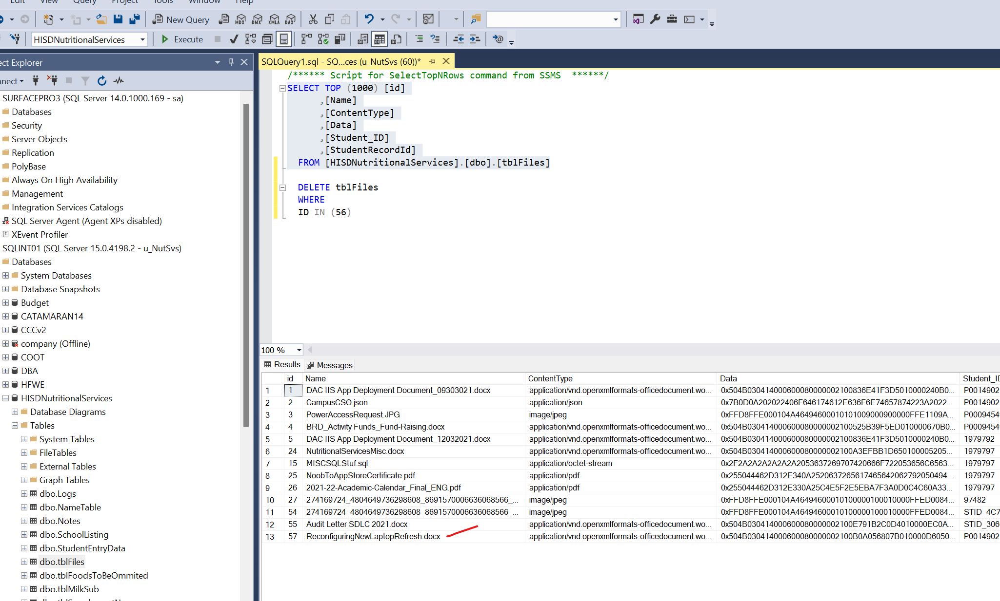 Edit View Query Project Tools Window Help
New Query MDX DMX XMLA DAX
HISDNutritionalServices Execute
ect Explorer
nnect
SURFACEPRO3 (SQL Server 14.0.1000.169 - sa)
Databases
Security
Server Objects
Replication
PolyBase
Always On High Availability
Management
Integration Services Catalogs
SQL Server Agent (Agent XPs disabled)
XEvent Profiler
SQLINT01 (SQL Server 15.0.4198.2 - u_NutSvs)
Databases
System Databases
Database Snapshots
Budget
CATAMARAN14
CCCv2
company (Offline)
COOT
DBA
HFWE
HISDNutritionalServices
Database Diagrams
Tables
System Tables
FileTables
External Tables
Graph Tables
dbo.Logs
dbo.NameTable
dbo.Notes
dbo.SchoolListing
dbo.StudentEntryData
dbo.tblFiles
dbo.tblFoodsToBeOmmited
dbo.tblMilkSub
SQLQuery1.sql - SQ...ces (u_NutSvs (60))*
/****** Script for SelectTopNRows command from SSMS ******/
SELECT TOP (1000) [id]
,[Name]
,[ContentType]
,[Data]
,[Student_ID]
,[StudentRecordId]
FROM [HISDNutritionalServices].[dbo].[tblFiles]
DELETE tblFiles
WHERE
ID IN (56)
100 %
Results Messages
id Name ContentType Data Student_ID
1 1 DAC IIS App Deployment Document_09303021.docx application/vnd.openxmlformats-officedocument.wo... 0x504B030414000600080000002100836E41F3D5010000240B0... P0014902
2 2 CampusCSO.json application/json 0x7B0D0A202022406F646174612E636F6E74657874223A2022... P0014902
3 3 PowerAccessRequest.JPG image/jpeg 0xFFD8FFE000104A46494600010101009000900000FFE1109A... P0009454
4 4 BRD_Activity Funds_Fund-Raising.docx application/vnd.openxmlformats-officedocument.wo... 0x504B030414000600080000002100525B39F5ED010000670B0... P0009454
5 5 DAC IIS App Deployment Document_12032021.docx application/vnd.openxmlformats-officedocument.wo... 0x504B030414000600080000002100836E41F3D5010000240B0... 1979792
6 24 NutritionalServicesMisc.docx application/vnd.openxmlformats-officedocument.wo... 0x504B030414000600080000002100A3EFBB1D650100005205... 1979797
7 15 MISCSQLStuf.sql application/octet-stream 0x2F2A2A2A2A2A2A2053637269707420666F722053656C6563... 1979797
8 25 NoobToAppStoreCertificate.pdf application/pdf 0x255044462D312E340A2520637265617465642062792050494... 1979797
9 26 2021-22-Academic-Calendar_Final_ENG.pdf application/pdf 0x255044462D312E330A25C4E5F2E5EBA7F3A0D0C4C60A33... 1979797
10 27 274169724_4804649736298608_8691570006636068566_... image/jpeg 0xFFD8FFE000104A46494600010100000100010000FFED0084... 97482
11 54 274169724_4804649736298608_8691570006636068566_... image/jpeg 0xFFD8FFE000104A46494600010100000100010000FFED0084... STID_4C7
12 55 Audit Letter SDLC 2021.docx application/vnd.openxmlformats-officedocument.wo... 0x504B030414000600080000002100E791B2C0D4010000EC0A... STID_306
13 57 ReconfiguringNewLaptopRefresh.docx application/vnd.openxmlformats-officedocument.wo... 0x504B030414000600080000002100B0A056807B010000D6050... P0014902